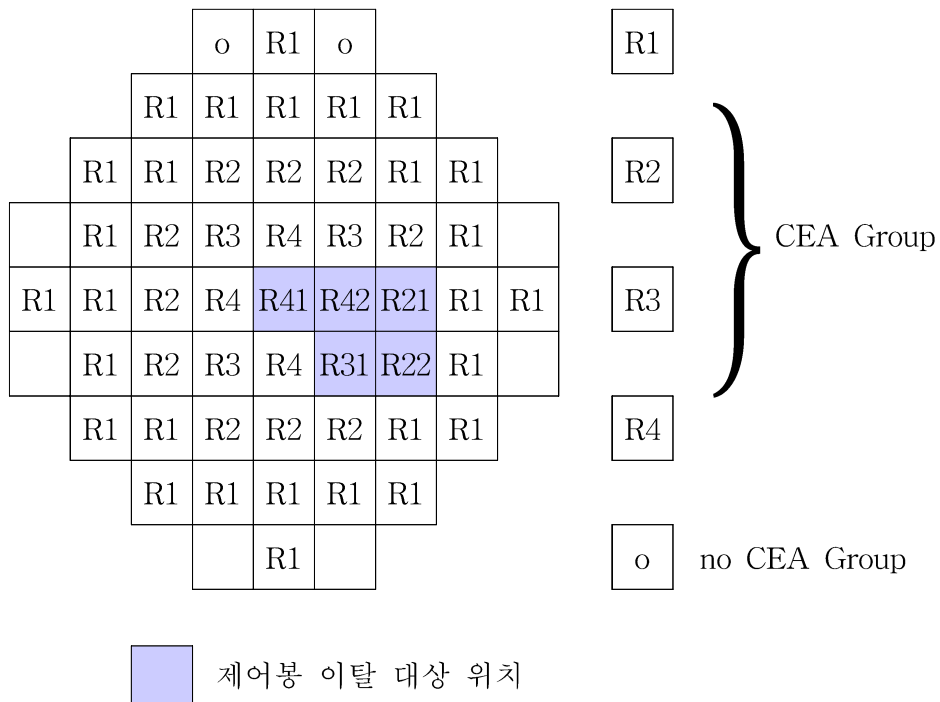 o R1 o R1
R1 R1 R1 R1 R1
R1 R1 R2 R2 R2 R1 R1 R2
R1 R2 R3 R4 R3 R2 R1 CEA Group
R1 R1 R2 R4 R41 R42 R21 R1 R1 R3
R1 R2 R3 R4 R31 R22 R1
R1 R1 R2 R2 R2 R1 R1 R4
R1 R1 R1 R1 R1
R1 o no CEA Group
제어봉 이탈 대상 위치